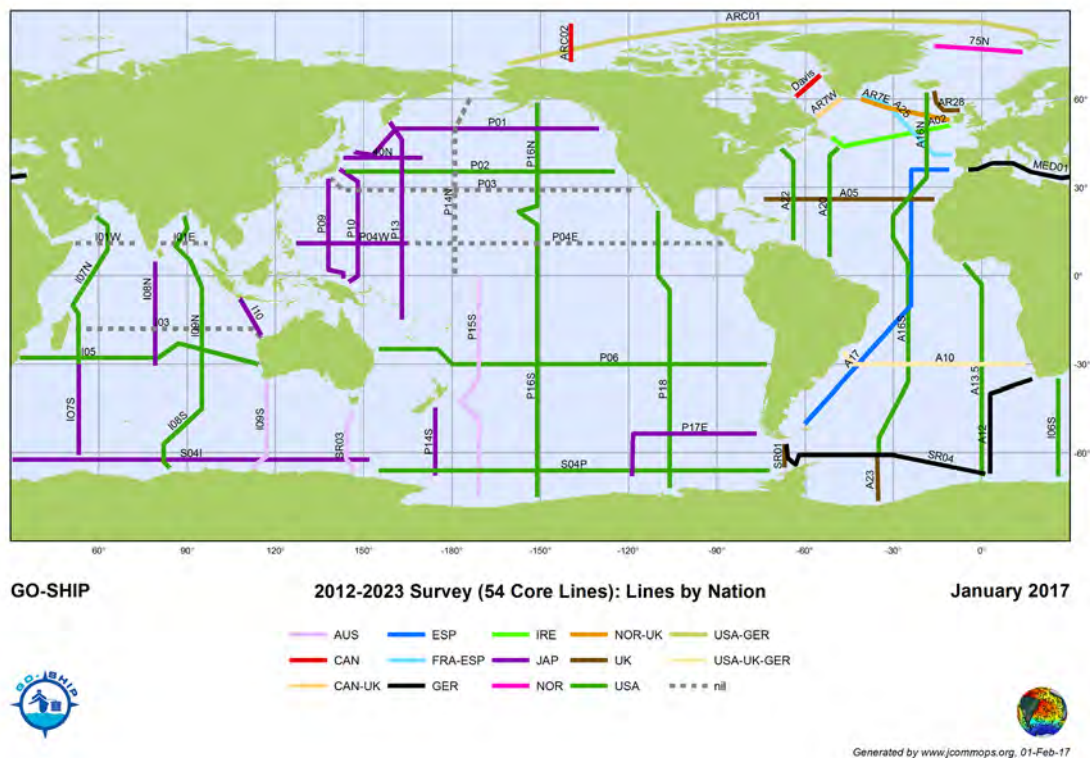 ARC01
ARC02
75N
Davis
AR7W
AR7E
A25
AR28
A02
A16N
P01
P02
P16N
P03
P14N
MED01
A22
A20
A05
P09
P10
P13
P04W
P04E
I01W
I01E
I07N
I08N
I09N
I10
I03
P15S
I05
P06
A17
A16S
A10
P16S
P18
A13.5
I07S
I08S
I09S
SR03
P14S
P17E
A12
I06S
S04I
S04P
SR01
A23
SR04
60°
30°
0°
-30°
-60°
60° 90° 120° 150° -180° -150° -120° -90° -60° -30° 0°
GO-SHIP 2012-2023 Survey (54 Core Lines): Lines by Nation January 2017
AUS ESP IRE NOR-UK USA-GER
CAN FRA-ESP JAP UK USA-UK-GER
CAN-UK GER NOR USA nil
GO-SHIP
Generated by www.jcommops.org, 01-Feb-17